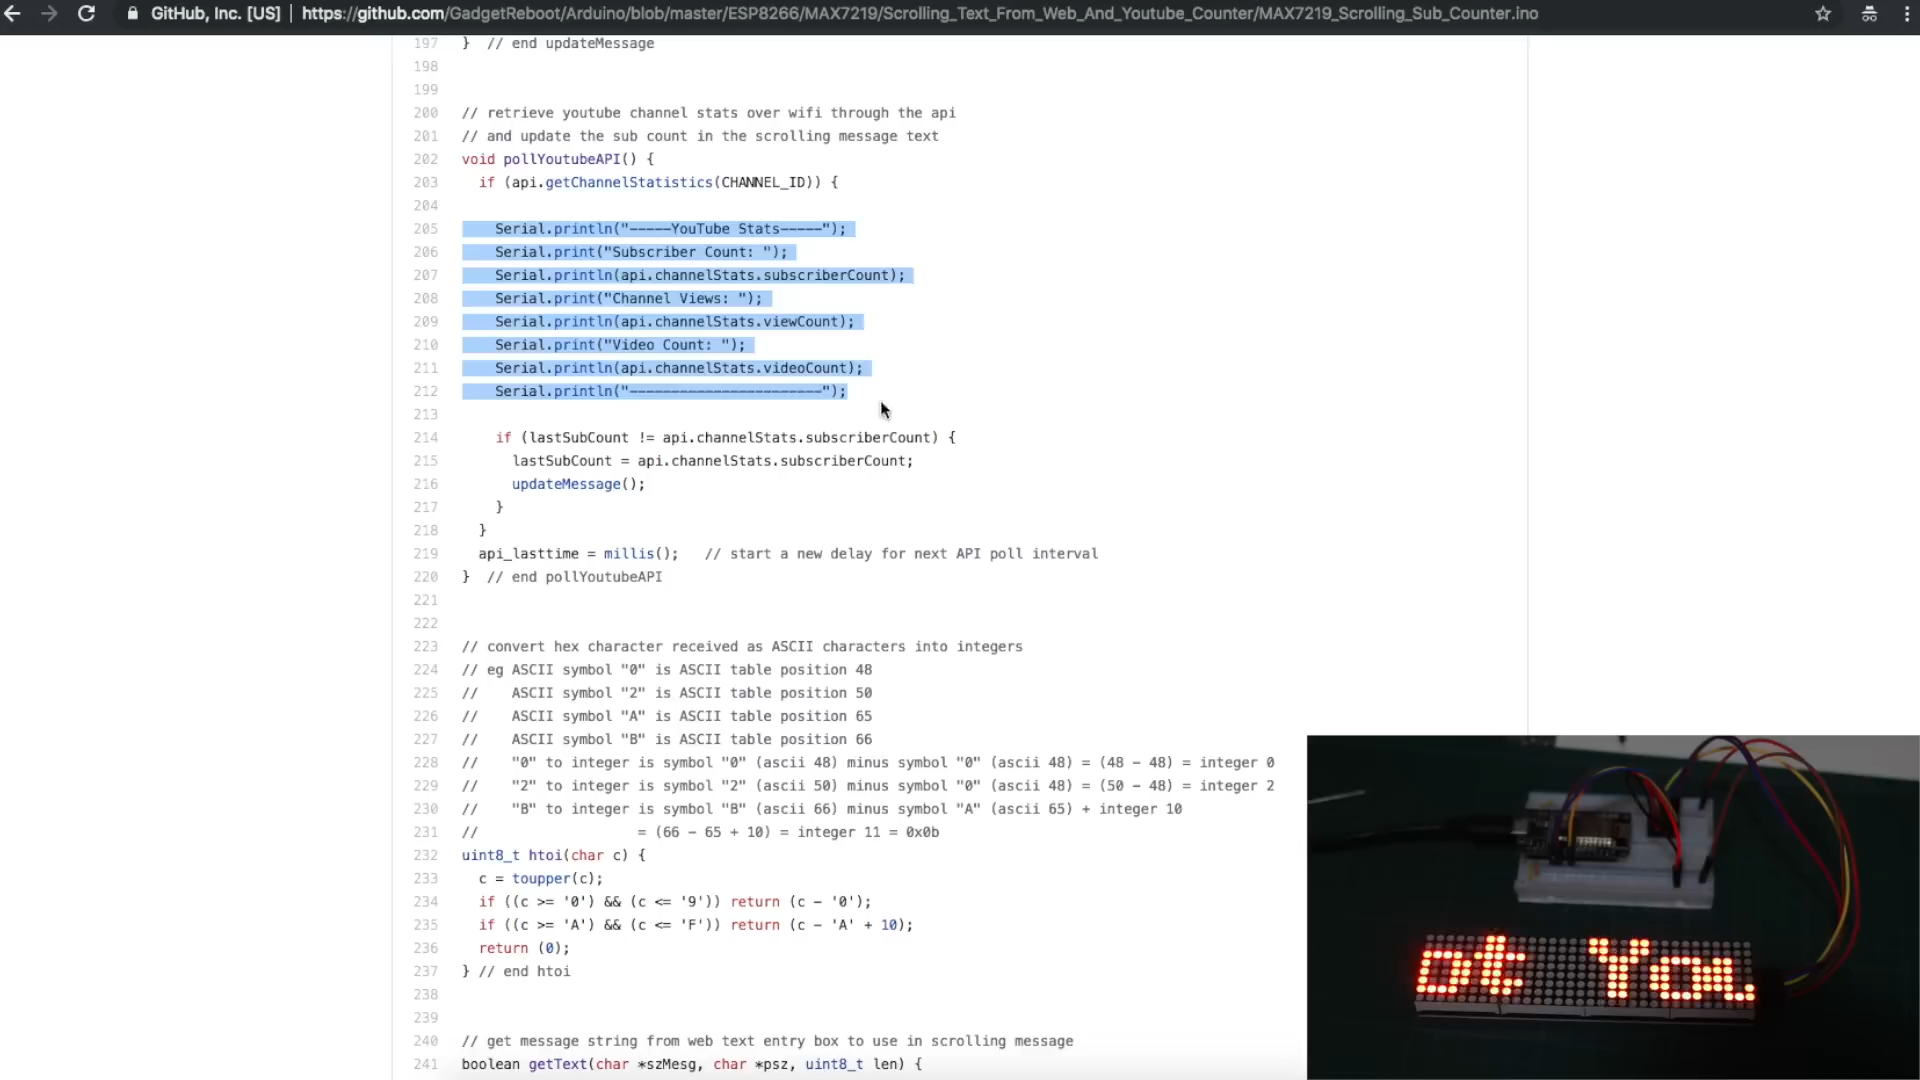 GitHub, Inc. [US] | https://github.com/GadgetReboot/Arduino/blob/master/ESP8266/MAX7219/Scrolling_Text_From_Web_And_Youtube_Counter/MAX7219_Scrolling_Sub_Counter.ino
197 } // end updateMessage
198
199
200 // retrieve youtube channel stats over wifi through the api
201 // and update the sub count in the scrolling message text
202 void pollYoutubeAPI() {
203 if (api.getChannelStatistics(CHANNEL_ID)) {
204
205 Serial.println("-----YouTube Stats-----");
206 Serial.print("Subscriber Count: ");
207 Serial.println(api.channelStats.subscriberCount);
208 Serial.print("Channel Views: ");
209 Serial.println(api.channelStats.viewCount);
210 Serial.print("Video Count: ");
211 Serial.println(api.channelStats.videoCount);
212 Serial.println("-----------------------");
213
214 if (lastSubCount != api.channelStats.subscriberCount) {
215 lastSubCount = api.channelStats.subscriberCount;
216 updateMessage();
217 }
218 }
219 api_lasttime = millis(); // start a new delay for next API poll interval
220 } // end pollYoutubeAPI
221
222
223 // convert hex character received as ASCII characters into integers
224 // eg ASCII symbol "0" is ASCII table position 48
225 // ASCII symbol "2" is ASCII table position 50
226 // ASCII symbol "A" is ASCII table position 65
227 // ASCII symbol "B" is ASCII table position 66
228 // "0" to integer is symbol "0" (ascii 48) minus symbol "0" (ascii 48) = (48 - 48) = integer 0
229 // "2" to integer is symbol "2" (ascii 50) minus symbol "0" (ascii 48) = (50 - 48) = integer 2
230 // "B" to integer is symbol "B" (ascii 66) minus symbol "A" (ascii 65) + integer 10
231 // = (66 - 65 + 10) = integer 11 = 0x0b
232 uint8_t htoi(char c) {
233 c = toupper(c);
234 if ((c >= '0') && (c <= '9')) return (c - '0');
235 if ((c >= 'A') && (c <= 'F')) return (c - 'A' + 10);
236 return (0);
237 } // end htoi
238
239
240 // get message string from web text entry box to use in scrolling message
241 boolean getText(char *szMesg, char *psz, uint8_t len) {
ot You